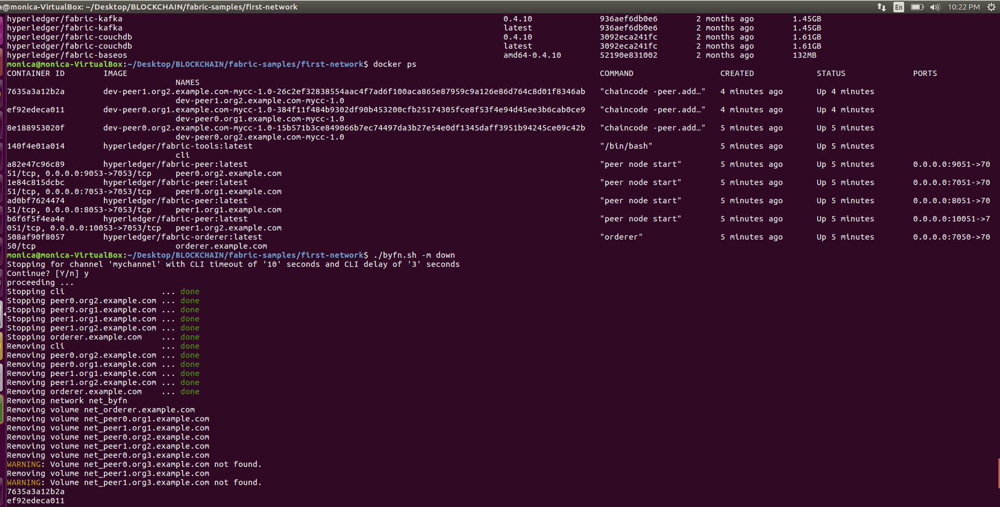 a@monica-VirtualBox: ~/Desktop/BLOCKCHAIN/fabric-samples/first-network En 10:22 PM
hyperledger/fabric-kafka 0.4.10 936aef6db0e6 2 months ago 1.45GB
hyperledger/fabric-kafka latest 936aef6db0e6 2 months ago 1.45GB
hyperledger/fabric-couchdb 0.4.10 3092eca241fc 2 months ago 1.61GB
hyperledger/fabric-couchdb latest 3092eca241fc 2 months ago 1.61GB
hyperledger/fabric-baseos amd64-0.4.10 52190e831002 2 months ago 132MB
monica@monica-VirtualBox:~/Desktop/BLOCKCHAIN/fabric-samples/first-network$ docker ps
CONTAINER ID IMAGE COMMAND CREATED STATUS PORTS
NAMES
7635a3a12b2a dev-peer1.org2.example.com-mycc-1.0-26c2ef32838554aac4f7ad6f100aca865e87959c9a126e86d764c8d01f8346ab "chaincode -peer.add…" 4 minutes ago Up 4 minutes
dev-peer1.org2.example.com-mycc-1.0
ef92edeca011 dev-peer0.org1.example.com-mycc-1.0-384f11f484b9302df90b453200cfb25174305fce8f53f4e94d45ee3b6cab0ce9 "chaincode -peer.add…" 4 minutes ago Up 4 minutes
dev-peer0.org1.example.com-mycc-1.0
8e188953020f dev-peer0.org2.example.com-mycc-1.0-15b571b3ce849066b7ec74497da3b27e54e0df1345daff3951b94245ce09c42b "chaincode -peer.add…" 5 minutes ago Up 5 minutes
dev-peer0.org2.example.com-mycc-1.0
140f4e01a014 hyperledger/fabric-tools:latest "/bin/bash" 5 minutes ago Up 5 minutes
cli
a82e47c96c89 hyperledger/fabric-peer:latest "peer node start" 5 minutes ago Up 5 minutes 0.0.0.0:9051->70
51/tcp, 0.0.0.0:9053->7053/tcp peer0.org2.example.com
1e84c815dcbc hyperledger/fabric-peer:latest "peer node start" 5 minutes ago Up 5 minutes 0.0.0.0:7051->70
51/tcp, 0.0.0.0:7053->7053/tcp peer0.org1.example.com
ad0bf7624474 hyperledger/fabric-peer:latest "peer node start" 5 minutes ago Up 5 minutes 0.0.0.0:8051->70
51/tcp, 0.0.0.0:8053->7053/tcp peer1.org1.example.com
b6f6f5f4ea4e hyperledger/fabric-peer:latest "peer node start" 5 minutes ago Up 5 minutes 0.0.0.0:10051->7
051/tcp, 0.0.0.0:10053->7053/tcp peer1.org2.example.com
508af90f8057 hyperledger/fabric-orderer:latest "orderer" 5 minutes ago Up 5 minutes 0.0.0.0:7050->70
50/tcp orderer.example.com
monica@monica-VirtualBox:~/Desktop/BLOCKCHAIN/fabric-samples/first-network$ ./byfn.sh -m down
Stopping for channel 'mychannel' with CLI timeout of '10' seconds and CLI delay of '3' seconds
Continue? [Y/n] y
proceeding ...
Stopping cli ... done
Stopping peer0.org2.example.com ... done
Stopping peer0.org1.example.com ... done
Stopping peer1.org1.example.com ... done
Stopping peer1.org2.example.com ... done
Stopping orderer.example.com ... done
Removing cli ... done
Removing peer0.org2.example.com ... done
Removing peer0.org1.example.com ... done
Removing peer1.org1.example.com ... done
Removing peer1.org2.example.com ... done
Removing orderer.example.com ... done
Removing network net_byfn
Removing volume net_orderer.example.com
Removing volume net_peer0.org1.example.com
Removing volume net_peer1.org1.example.com
Removing volume net_peer0.org2.example.com
Removing volume net_peer1.org2.example.com
Removing volume net_peer0.org3.example.com
WARNING: Volume net_peer0.org3.example.com not found.
Removing volume net_peer1.org3.example.com
WARNING: Volume net_peer1.org3.example.com not found.
7635a3a12b2a
ef92edeca011